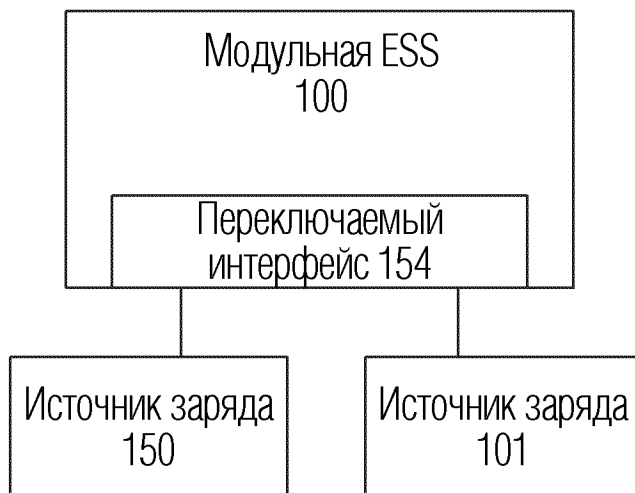 Модульная ESS
100
Переключаемый
интерфейс 154
Источник заряда
150
Источник заряда
101